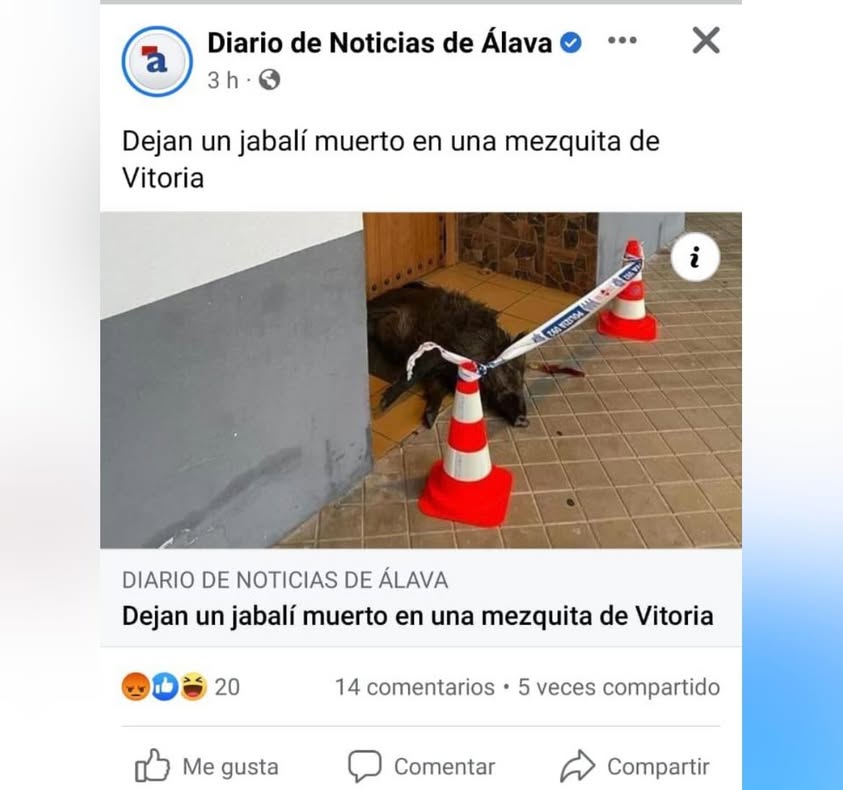 a
Diario de Noticias de Álava
3 h ·
Dejan un jabalí muerto en una mezquita de
Vitoria
i
DIARIO DE NOTICIAS DE ÁLAVA
Dejan un jabalí muerto en una mezquita de Vitoria
20
14 comentarios • 5 veces compartido
Me gusta
Comentar
Compartir